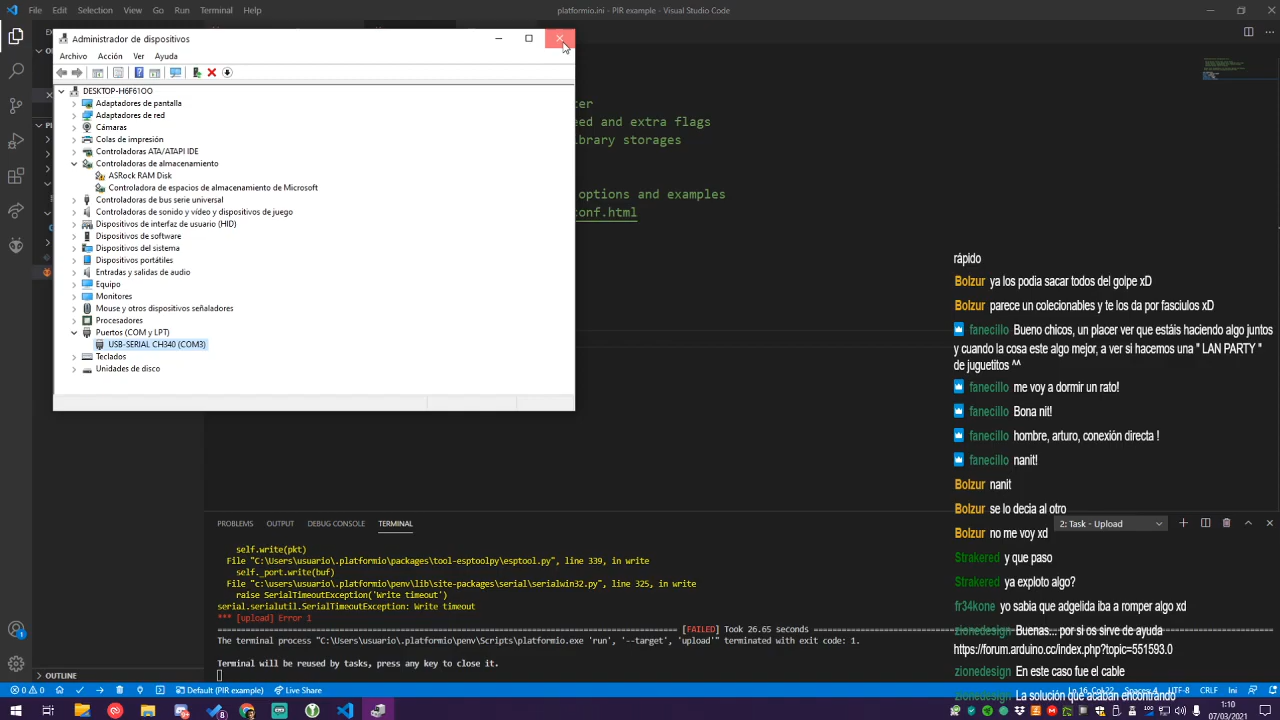 File
Edit
Selection
View
Run
Terminal
Help
platformio.ini - PIR example - Visual Studio Code
Administrador de dispositivos
Archivo
Acción
Ver
Ayuda
DESKTOP-H6F61OO
Adaptadores de pantalla
Adaptadores de red
Cámaras
Colas de impresión
Controladoras ATA/ATAPI IDE
Controladoras de almacenamiento
ASRock RAM Disk
Controladora de espacios de almacenamiento de Microsoft
Controladoras de bus serie universal
Controladoras de sonido y vídeo y dispositivos de juego
Dispositivos de interfaz de usuario (HID)
Dispositivos de software
Dispositivos del sistema
Dispositivos portátiles
Entradas y salidas de audio
Equipo
Monitores
Mouse y otros dispositivos señaladores
Procesadores
Puertos (COM y LPT)
USB-SERIAL CH340 (COM3)
Teclados
Unidades de disco
eed and extra flags
ibrary storages
options and examples
onf.html
rápido
Bolzur ya los podia sacar todos del golpe xD
Bolzur parece un colecionables y te los da por fasciulos xD
fanecillo Bueno chicos, un placer ver que estáis haciendo algo juntos
y cuando la cosa este algo mejor, a ver si hacemos una " LAN PARTY "
de juguetitos ^^
fanecillo me voy a dormir un rato!
fanecillo Bona nit!
fanecillo hombre, arturo, conexión directa !
fanecillo nanit!
Bolzur nanit
Bolzur se lo decia al otro
Bolzur no me voy xd
Strakered y que paso
Strakered ya exploto algo?
fr34kone yo sabia que adgelida iba a romper algo xd
zionedesign Buenas... por si os sirve de ayuda
https://forum.arduino.cc/index.php?topic=551593.0
zionedesign En este caso fue el cable
zionedesign La solución que acaban encontrando
PROBLEMS
OUTPUT
DEBUG CONSOLE
TERMINAL
2: Task - Upload
self.write(pkt)
File "C:\Users\usuario\.platformio\packages\tool-esptoolpy\esptool.py", line 339, in write
self._port.write(buf)
File "c:\users\usuario\.platformio\penv\lib\site-packages\serial\serialwin32.py", line 325, in write
raise SerialTimeoutException('Write timeout')
serial.serialutil.SerialTimeoutException: Write timeout
*** [upload] Error 1
[FAILED] Took 26.65 seconds
The terminal process "C:\Users\usuario\.platformio\penv\Scripts\platformio.exe 'run', '--target', 'upload'" terminated with exit code: 1.
Terminal will be reused by tasks, press any key to close it.
OUTLINE
0
0
Default (PIR example)
Live Share
Ln 16, Col 22
Spaces: 4
UTF-8
CRLF
Ini
1:10
07/03/2021